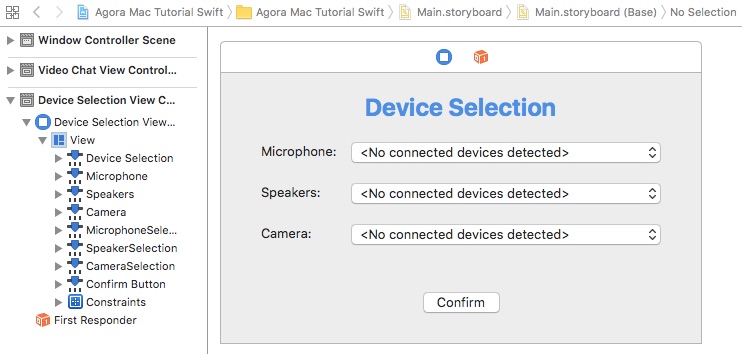 Agora Mac Tutorial Swift Agora Mac Tutorial Swift Main.storyboard Main.storyboard (Base) No Selection
Window Controller Scene
Video Chat View Control...
Device Selection View C...
Device Selection View...
View
Device Selection
Microphone
Speakers
Camera
MicrophoneSele...
SpeakerSelection
CameraSelection
Confirm Button
Constraints
First Responder
Device Selection
Microphone: <No connected devices detected>
Speakers: <No connected devices detected>
Camera: <No connected devices detected>
Confirm